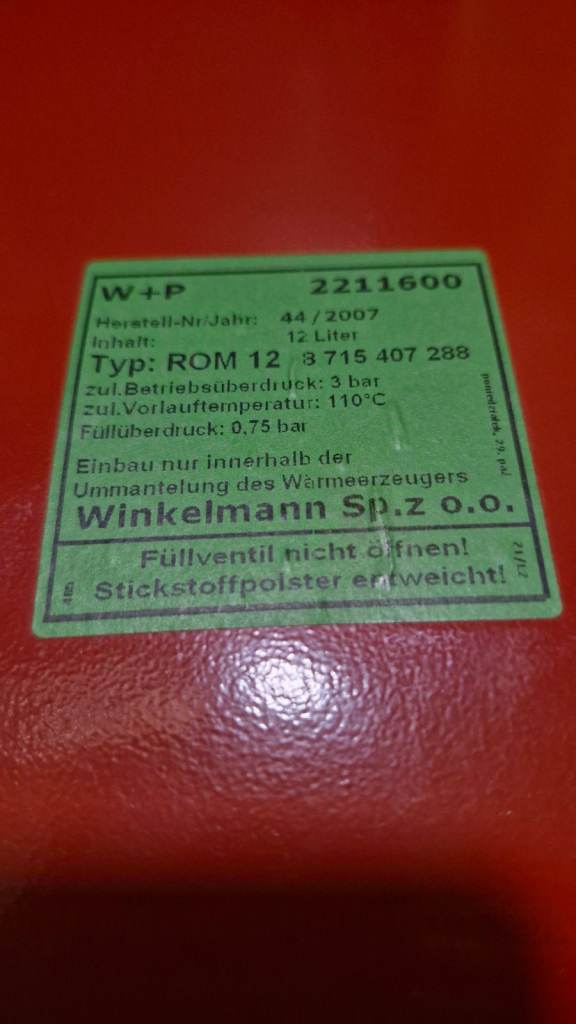 W+P 2211600
Herstell-Nr/Jahr: 44/2007
Inhalt: 12 Liter
Typ: ROM 12 8 715 407 288
zul.Betriebsüberdruck: 3 bar
zul.Vorlauftemperatur: 110°C
Füllüberdruck: 0,75 bar
Einbau nur innerhalb der
Ummantelung des Wärmeerzeugers
Winkelmann Sp.z o.o.
Füllventil nicht öffnen!
Stickstoffpolster entweicht!